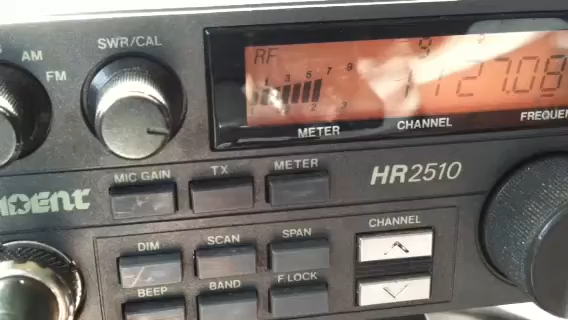 AM
FM
SWR/CAL
RF
1 3 5 7 9
1 2 3
27.08
METER
CHANNEL
MIC GAIN
TX
METER
HR2510
DIM
SCAN
SPAN
CHANNEL
BEEP
BAND
F.LOCK